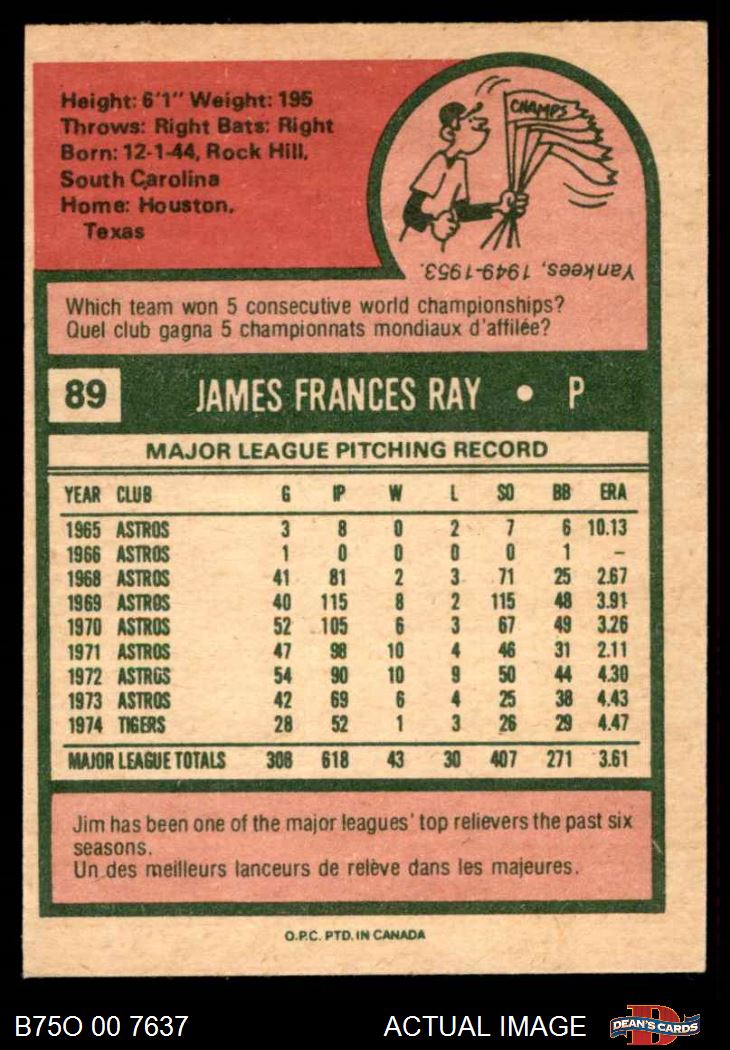 Height: 6'1" Weight: 195
Throws: Right Bats: Right
Born: 12-1-44, Rock Hill,
South Carolina
Home: Houston,
Texas
CHAMPS
Yankees, 1949-1953.
Which team won 5 consecutive world championships?
Quel club gagna 5 championnats mondiaux d'affilée?
89 JAMES FRANCES RAY • P
MAJOR LEAGUE PITCHING RECORD
YEAR CLUB G IP W L SO BB ERA
1965 ASTROS 3 8 0 2 7 6 10.13
1966 ASTROS 1 0 0 0 0 1 –
1968 ASTROS 41 81 2 3 71 25 2.67
1969 ASTROS 40 115 8 2 115 48 3.91
1970 ASTROS 52 105 6 3 67 49 3.26
1971 ASTROS 47 98 10 4 46 31 2.11
1972 ASTROS 54 90 10 9 50 44 4.30
1973 ASTROS 42 69 6 4 25 38 4.43
1974 TIGERS 28 52 1 3 26 29 4.47
MAJOR LEAGUE TOTALS 308 618 43 30 407 271 3.61
Jim has been one of the major leagues' top relievers the past six
seasons.
Un des meilleurs lanceurs de relève dans les majeures.
O.P.C. PTD. IN CANADA
B75O 00 7637 ACTUAL IMAGE DEAN'S CARDS